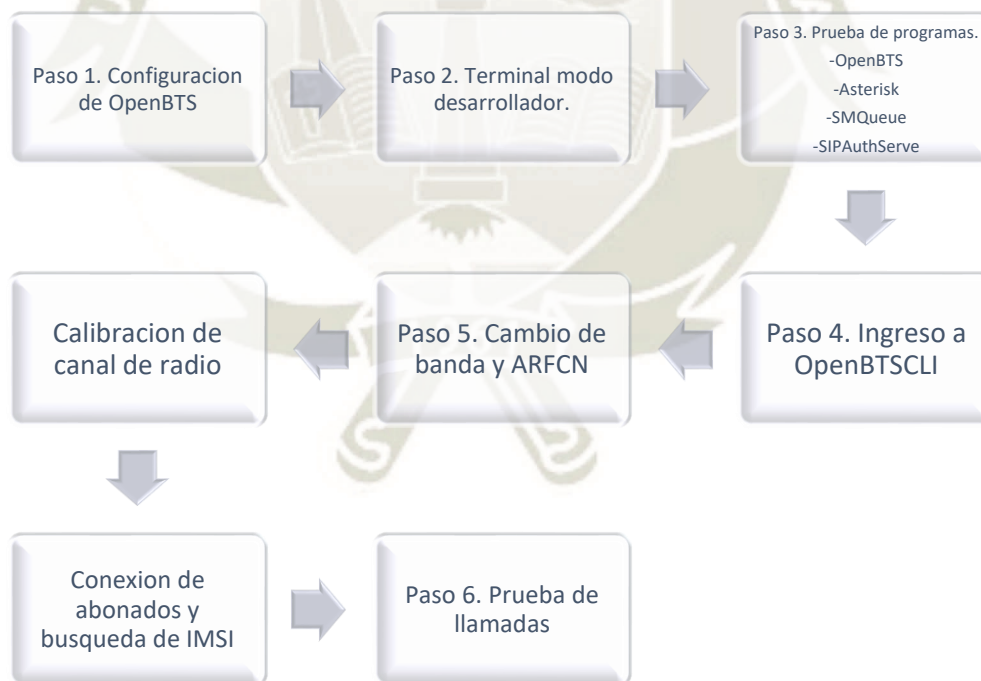 Paso 1. Configuracion
de OpenBTS
Paso 2. Terminal modo
desarrollador.
Paso 3. Prueba de programas.
-OpenBTS
-Asterisk
-SMQueue
-SIPAuthServe
Paso 4. Ingreso a
OpenBTSCLI
Paso 5. Cambio de
banda y ARFCN
Calibracion de
canal de radio
Conexion de
abonados y
busqueda de IMSI
Paso 6. Prueba de
llamadas